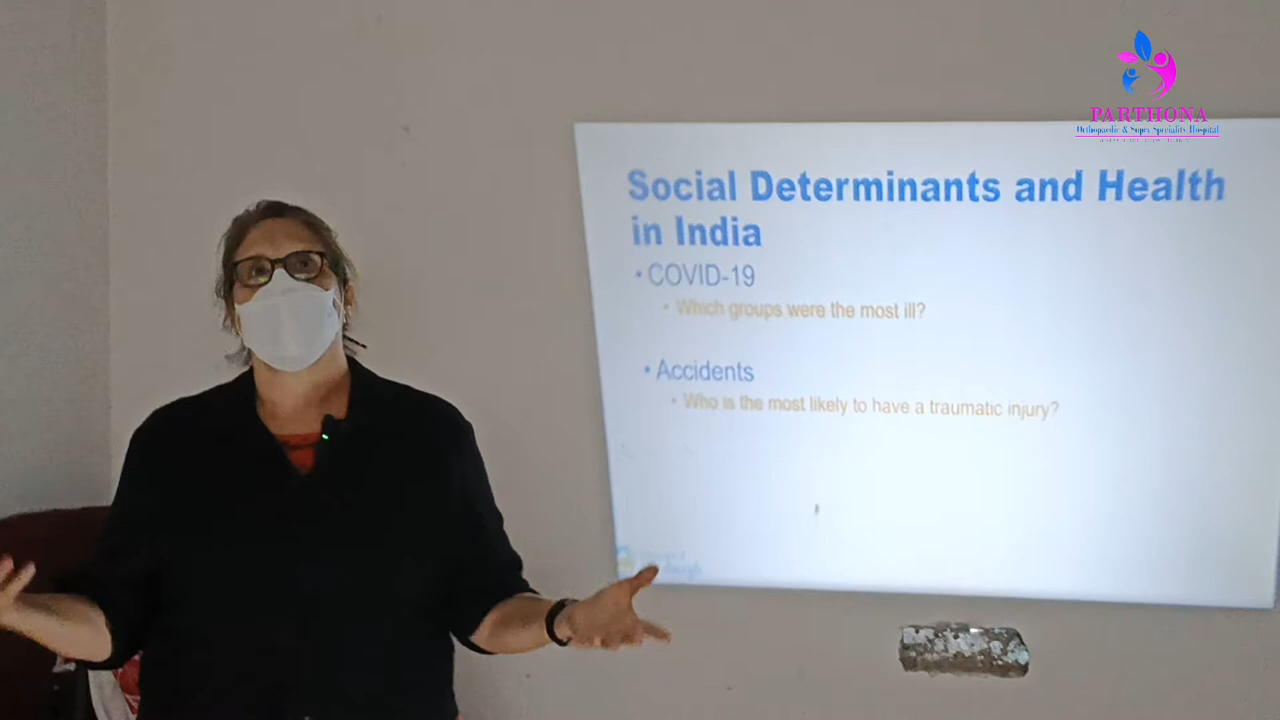 PARTHONA
Orthopaedic & Super Speciality Hospital
Social Determinants and Health
in India
• COVID-19
• Which groups were the most ill?
• Accidents
• Who is the most likely to have a traumatic injury?